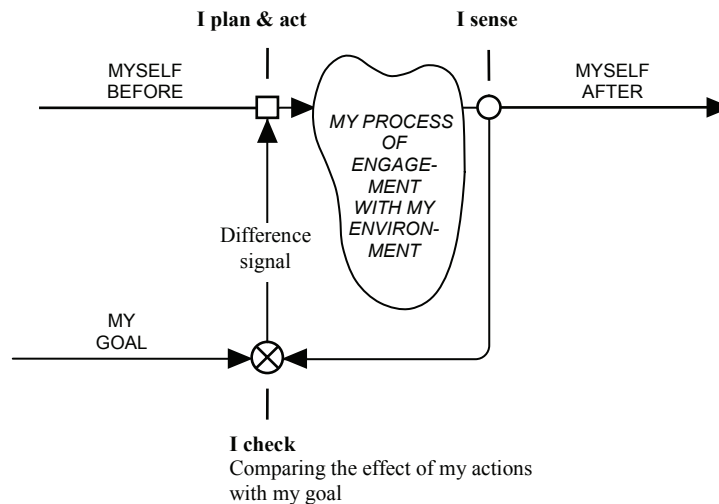 I plan & act
I sense
MYSELF
BEFORE
MYSELF
AFTER
MY PROCESS
OF
ENGAGE-
MENT
WITH MY
ENVIRON-
MENT
Difference
signal
MY
GOAL
I check
Comparing the effect of my actions
with my goal